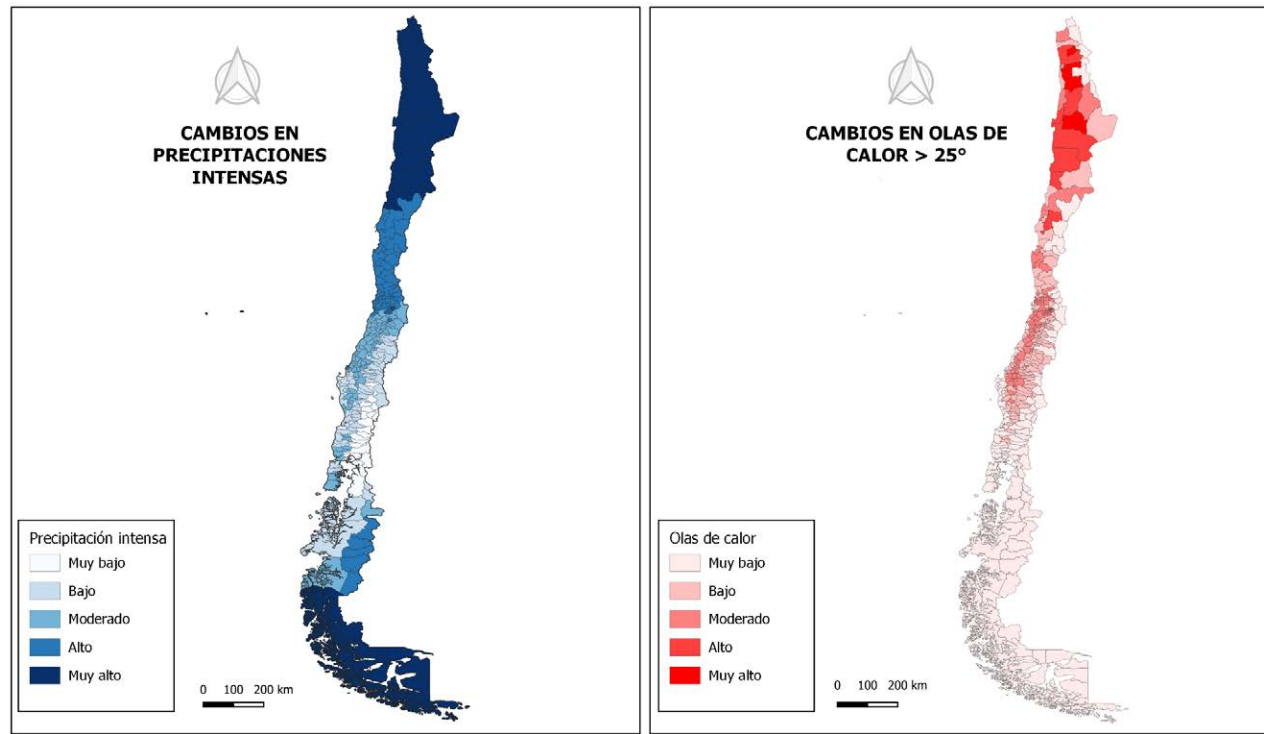 CAMBIOS EN
PRECIPITACIONES
INTENSAS
Precipitación intensa
Muy bajo
Bajo
Moderado
Alto
Muy alto
0 100 200 km
CAMBIOS EN OLAS DE
CALOR > 25°
Olas de calor
Muy bajo
Bajo
Moderado
Alto
Muy alto
0 100 200 km